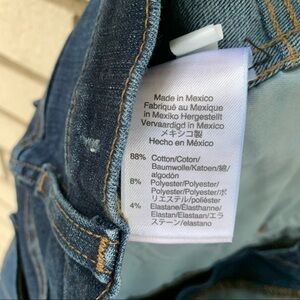 Made in Mexico
Fabriqué au Mexique
in Mexiko Hergestellt
Vervaardigd in Mexico
メキシコ製
Hecho en México
88% Cotton/Coton/
Baumwolle/Katoen/綿/
algodón
8% Polyester/Polyester/
Polyester/Polyester/ポ
リエステル/poliéster
4% Elastane/Élasthanne/
Elastan/Elastaan/エラ
ステーン/elastano